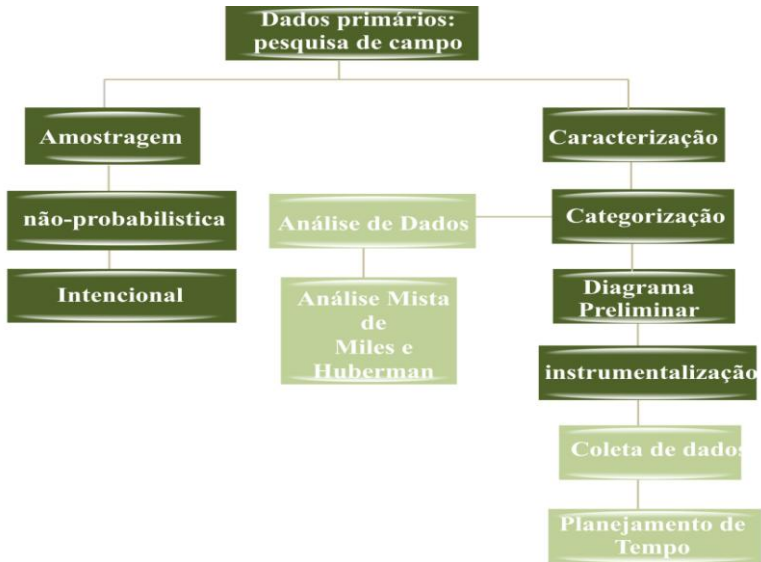 Dados primários:
pesquisa de campo
Amostragem
Caracterização
não-probabilistica
Categorização
Análise de Dados
Intencional
Análise Mista
de
Miles e
Huberman
Diagrama
Preliminar
instrumentalização
Coleta de dados
Planejamento de
Tempo